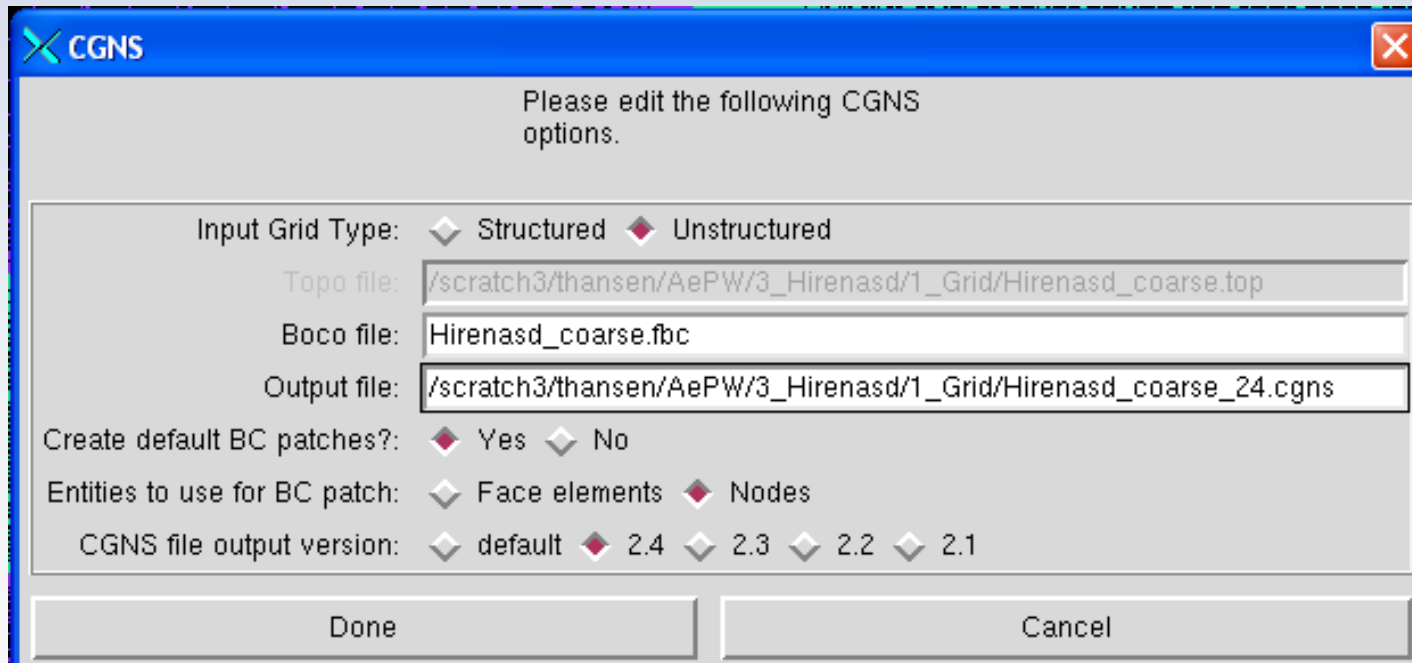 CGNS
Please edit the following CGNS
options.
Input Grid Type: Structured Unstructured
Topo file: /scratch3/thansen/AePW/3_Hirenasd/1_Grid/Hirenasd_coarse.top
Boco file: Hirenasd_coarse.fbc
Output file: /scratch3/thansen/AePW/3_Hirenasd/1_Grid/Hirenasd_coarse_24.cgns
Create default BC patches?: Yes No
Entities to use for BC patch: Face elements Nodes
CGNS file output version: default 2.4 2.3 2.2 2.1
Done Cancel